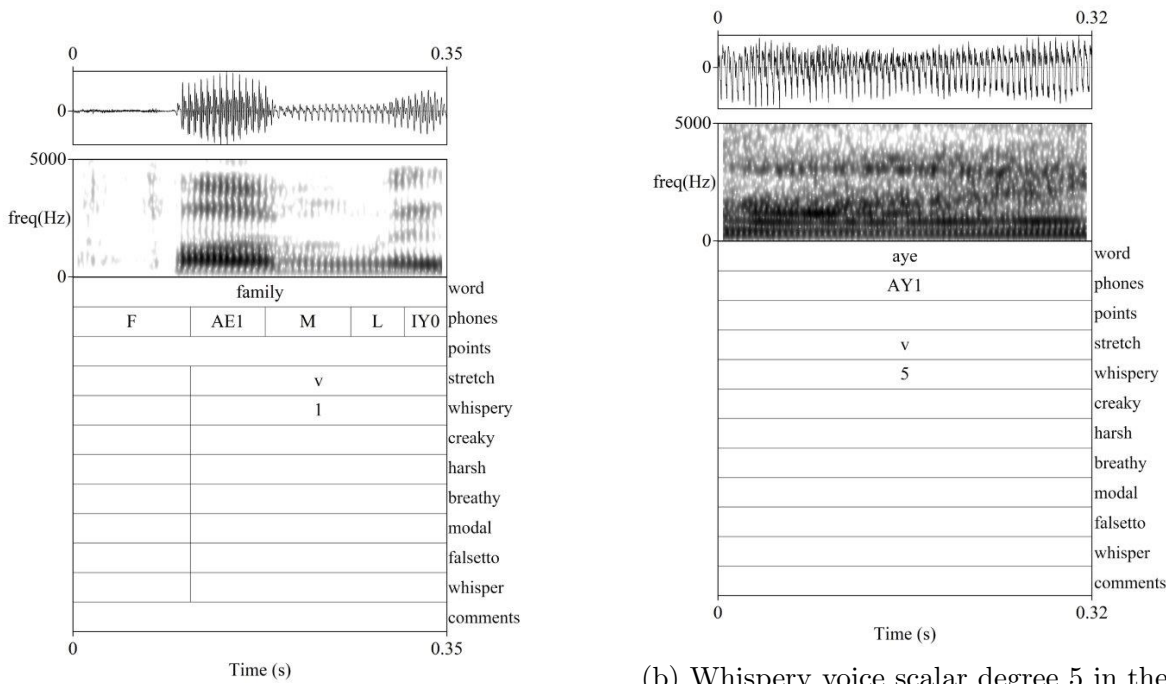 0 0.35
0
5000
freq(Hz)
0
family word
F AE1 M L IY0 phones
points
v stretch
1 whispery
creaky
harsh
breathy
modal
falsetto
whisper
comments
0 0.35
Time (s)
0 0.32
0
5000
freq(Hz)
0
aye word
AY1 phones
points
v stretch
5 whispery
creaky
harsh
breathy
modal
falsetto
whisper
comments
0 0.32
Time (s)
(b) Whispery voice scalar degree 5 in the